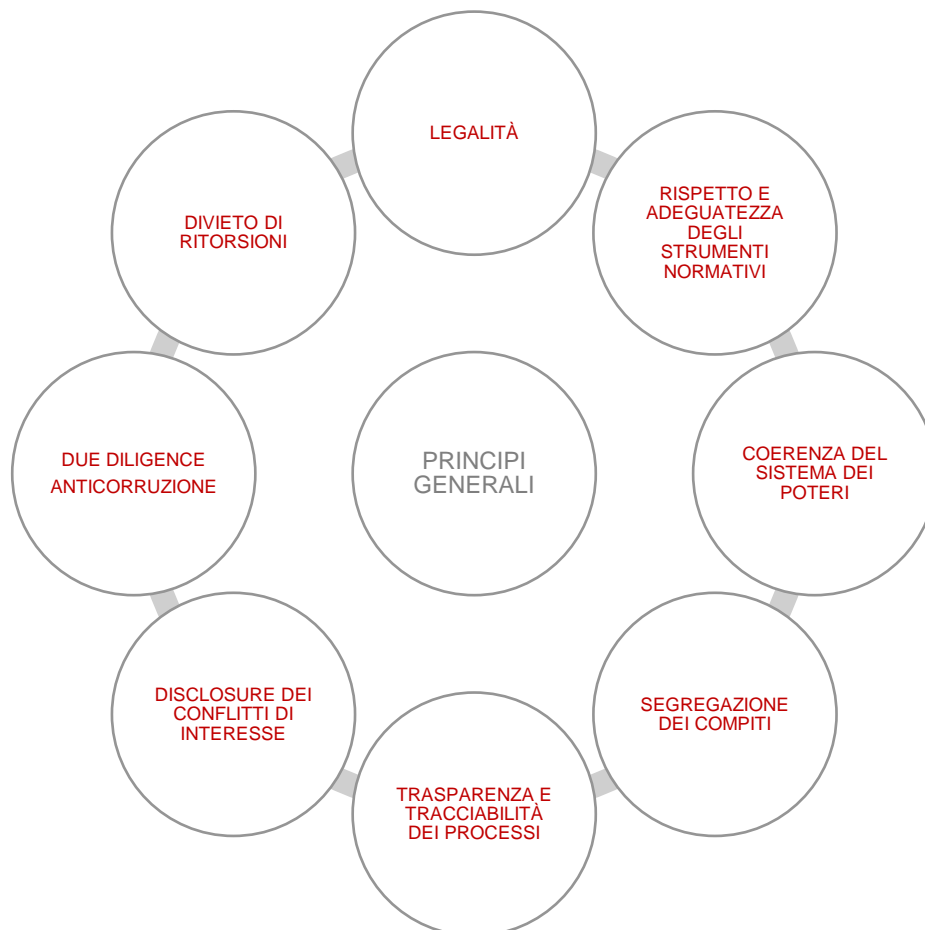 LEGALITÀ
RISPETTO E
ADEGUATEZZA
DEGLI
STRUMENTI
NORMATIVI
COERENZA DEL
SISTEMA DEI
POTERI
SEGREGAZIONE
DEI COMPITI
TRASPARENZA E
TRACCIABILITÀ
DEI PROCESSI
DISCLOSURE DEI
CONFLITTI DI
INTERESSE
DUE DILIGENCE
ANTICORRUZIONE
DIVIETO DI
RITORSIONI
PRINCIPI
GENERALI